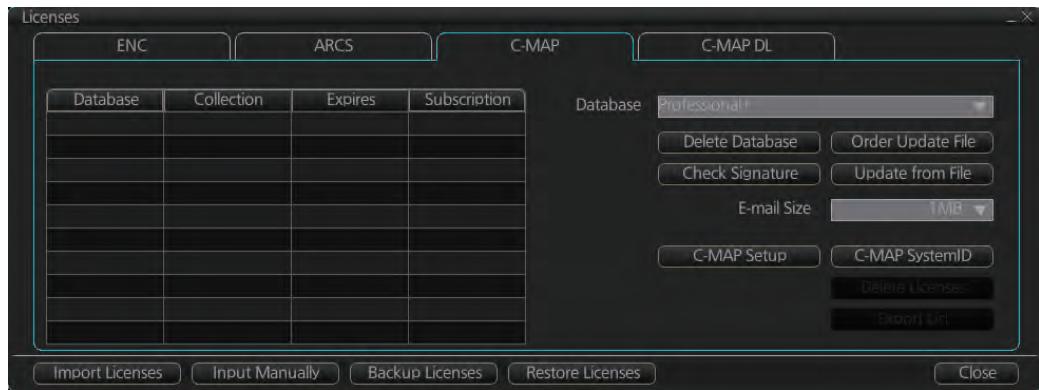 Licenses
ENC ARCS C-MAP C-MAP DL
Database Collection Expires Subscription
Database Professional+
Delete Database Order Update File
Check Signature Update from File
E-mail Size 1MB
C-MAP Setup C-MAP SystemID
Delete Licenses
Export List
Import Licenses Input Manually Backup Licenses Restore Licenses Close